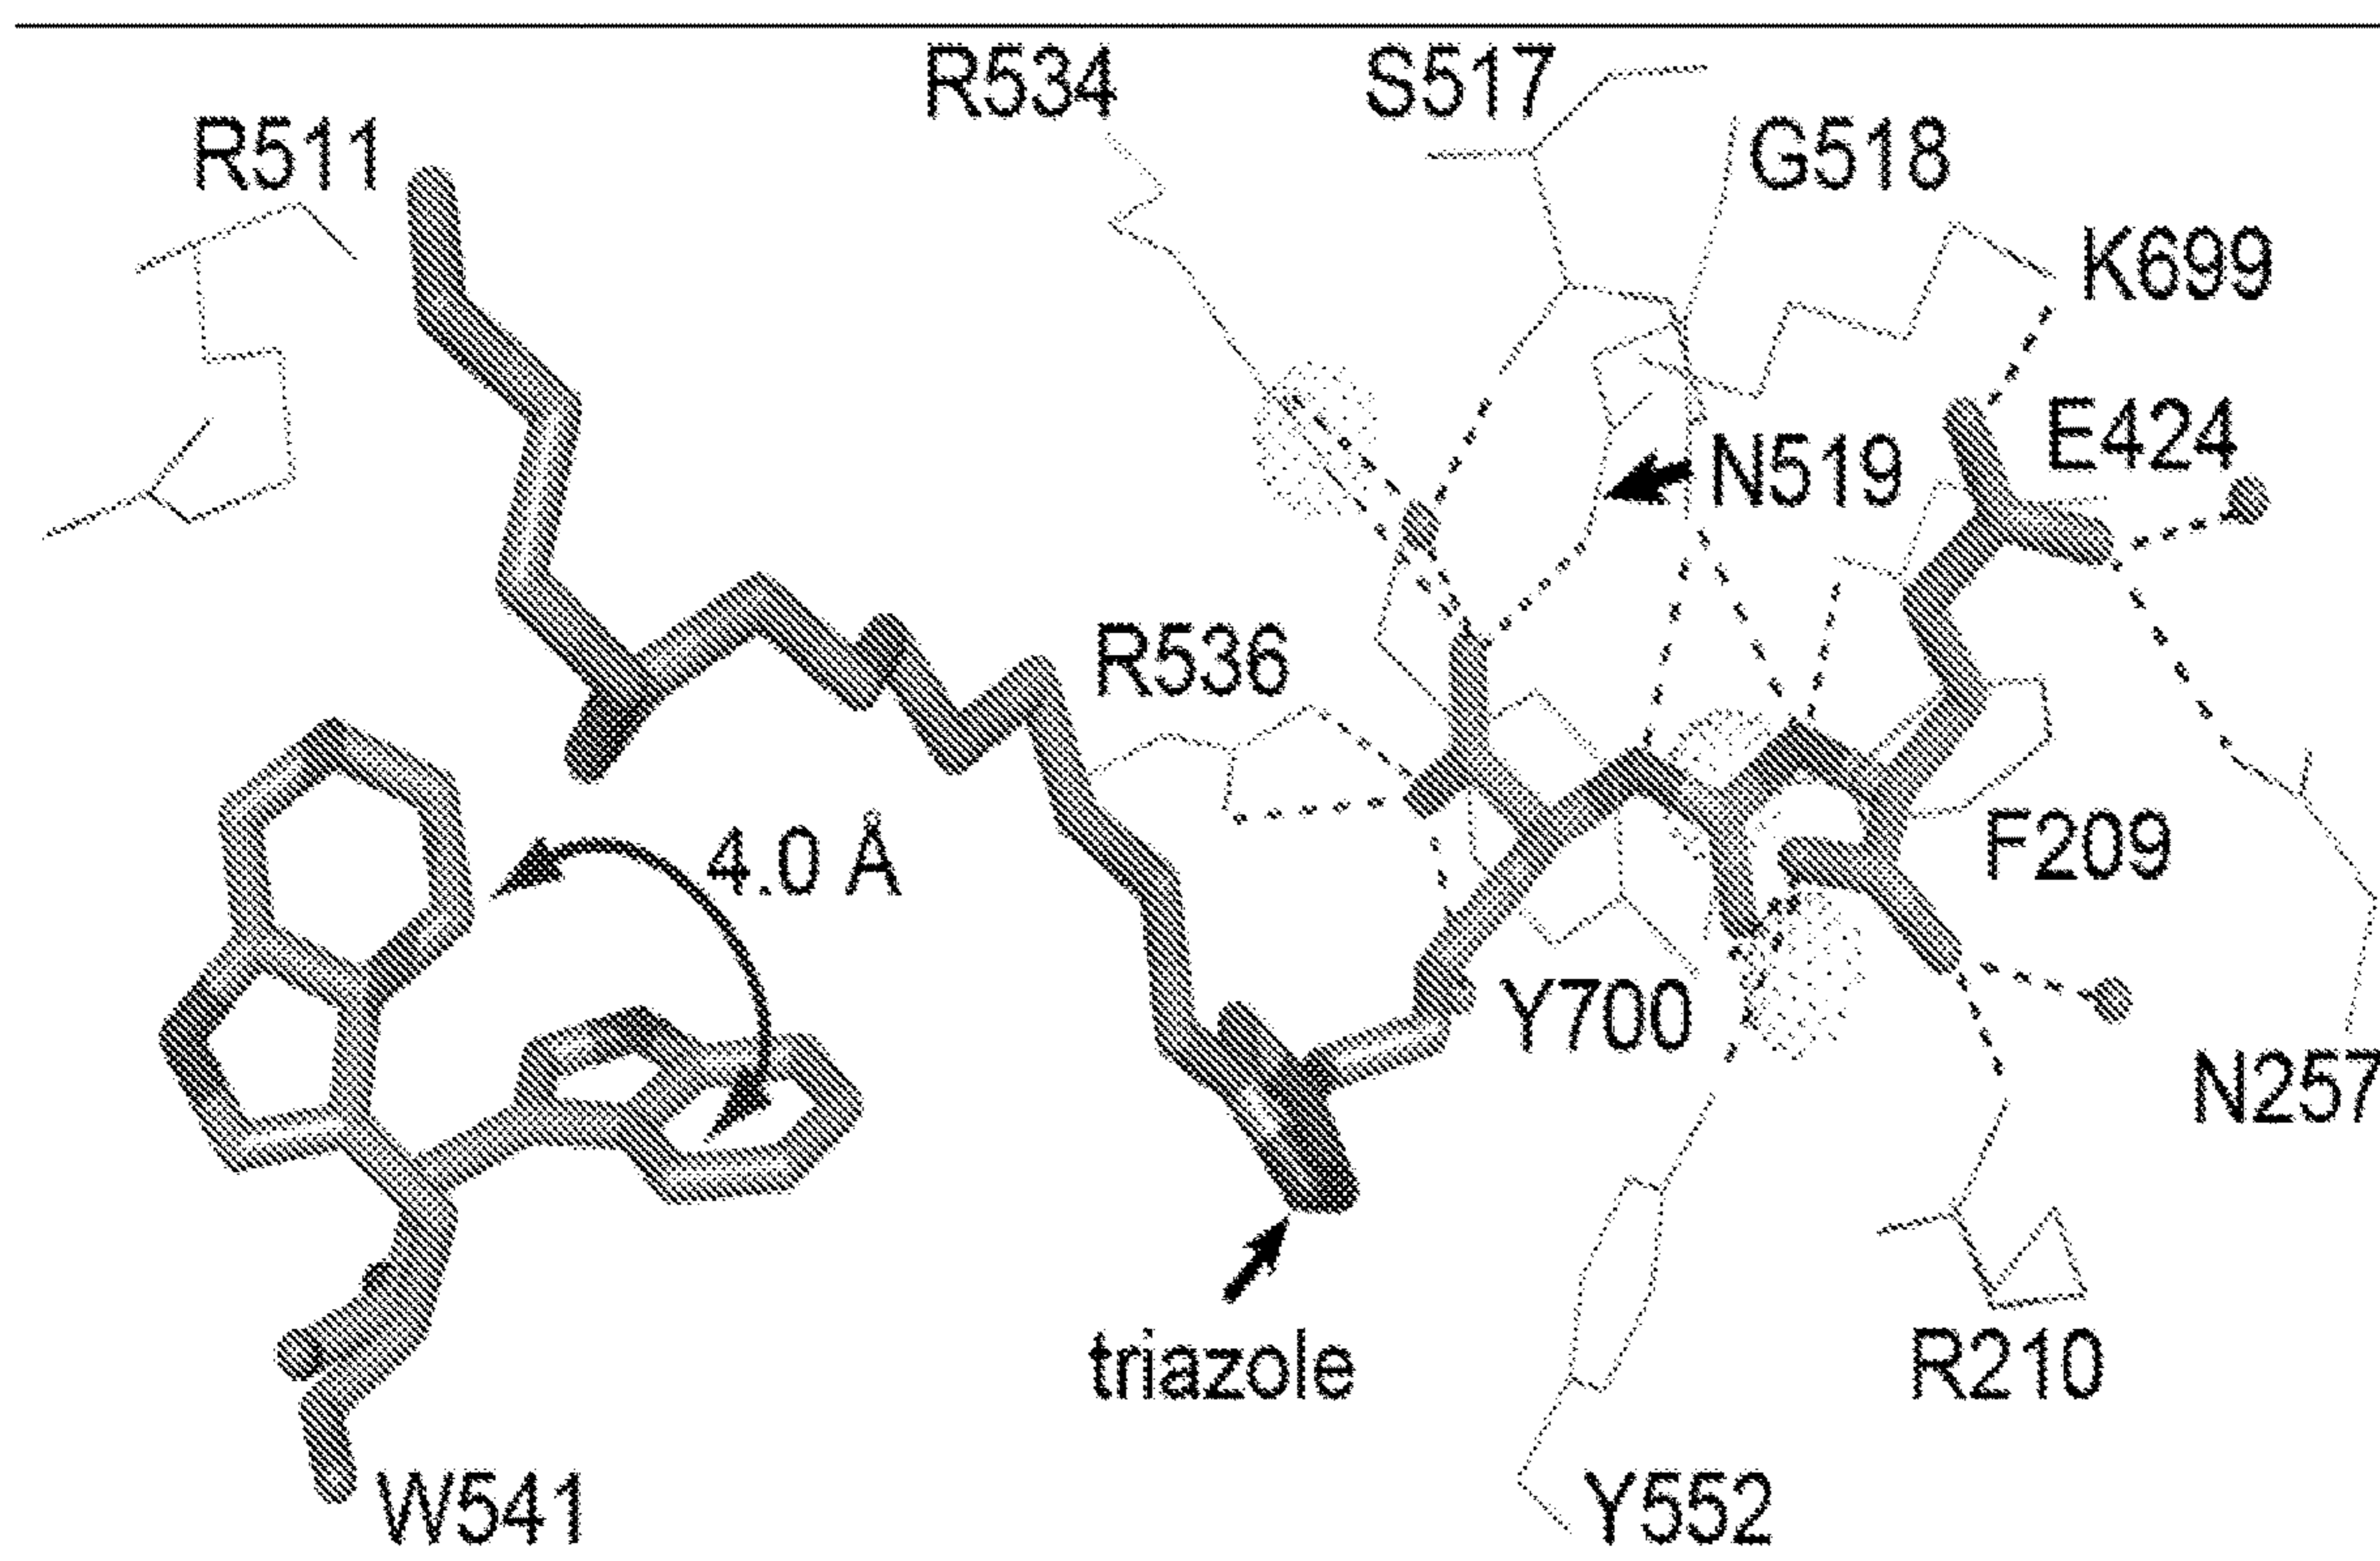 R534
S517
R511
G518
K699
E424
N519
R536
4.0 Å
F209
Y700
N257
triazole
R210
W541
Y552